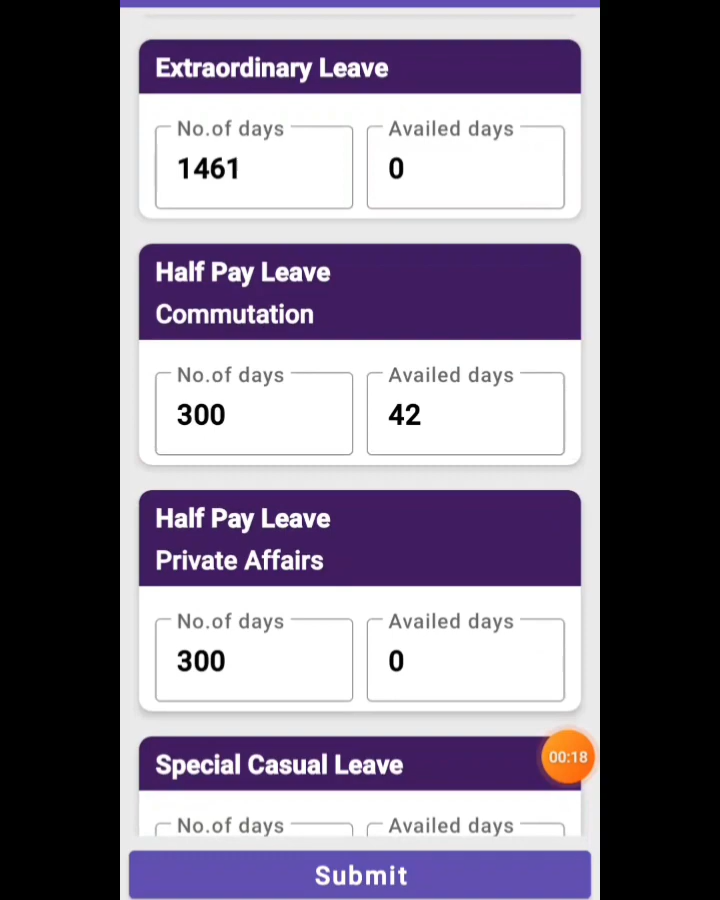 Extraordinary Leave
No.of days
Availed days
1461
0
Half Pay Leave
Commutation
No.of days
Availed days
300
42
Half Pay Leave
Private Affairs
No.of days
Availed days
300
0
Special Casual Leave
00:18
No.of days
Availed days
Submit